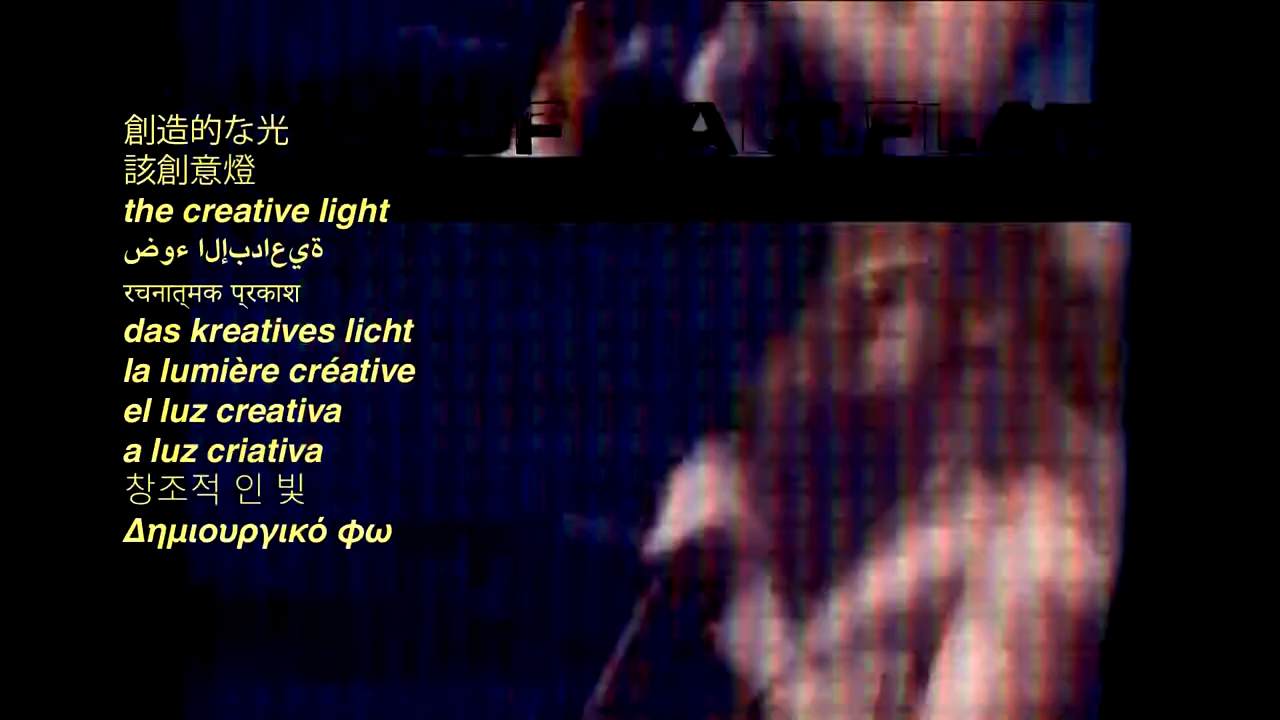 創造的な光
該創意燈
the creative light
ضوء الإبداعية
रचनात्मक प्रकाश
das kreatives licht
la lumière créative
el luz creativa
a luz criativa
창조적 인 빛
Δημιουργικό φω